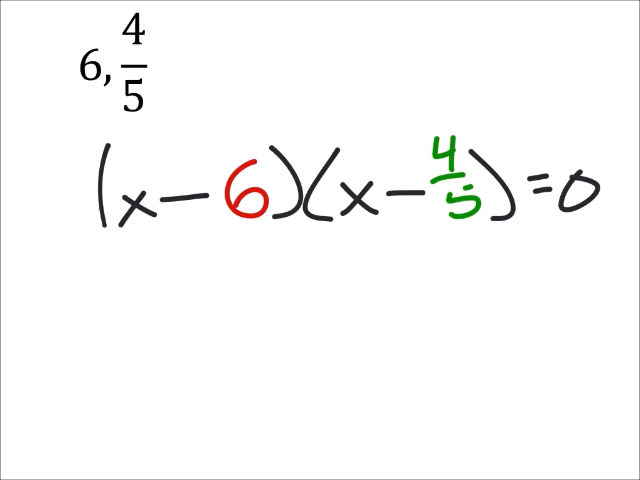 6, 4/5
(x - 6)(x - 4/5) = 0